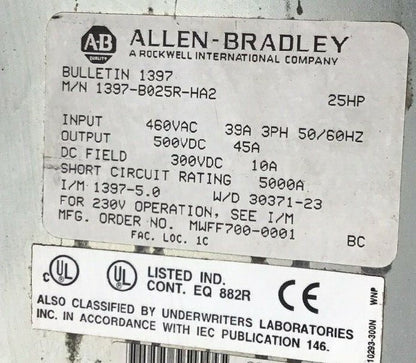 AB
QUALITY
ALLEN-BRADLEY
A ROCKWELL INTERNATIONAL COMPANY
BULLETIN 1397
M/N 1397-B025R-HA2 25HP
INPUT 460VAC 39A 3PH 50/60HZ
OUTPUT 500VDC 45A
DC FIELD 300VDC 10A
SHORT CIRCUIT RATING 5000A
I/M 1397-5.0 W/D 30371-23
FOR 230V OPERATION, SEE I/M
MFG. ORDER NO. MWFF700-0001
FAC. LOC. 1C BC
c UL UL LISTED IND.
CONT. EQ 882R
CE
ALSO CLASSIFIED BY UNDERWRITERS LABORATORIES
INC. IN ACCORDANCE WITH IEC PUBLICATION 146.
10293-300N WNP